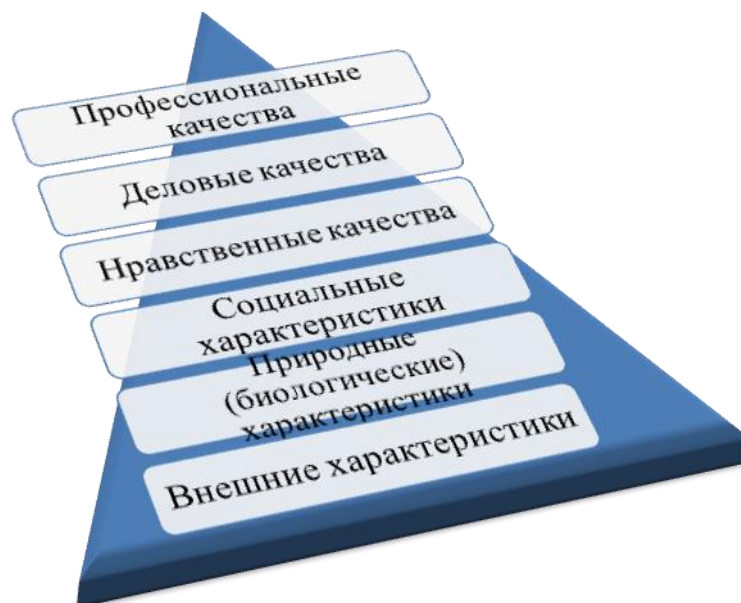 Профессиональные
качества
Деловые качества
Нравственные качества
Социальные
характеристики
Природные
(биологические)
характеристики
Внешние характеристики